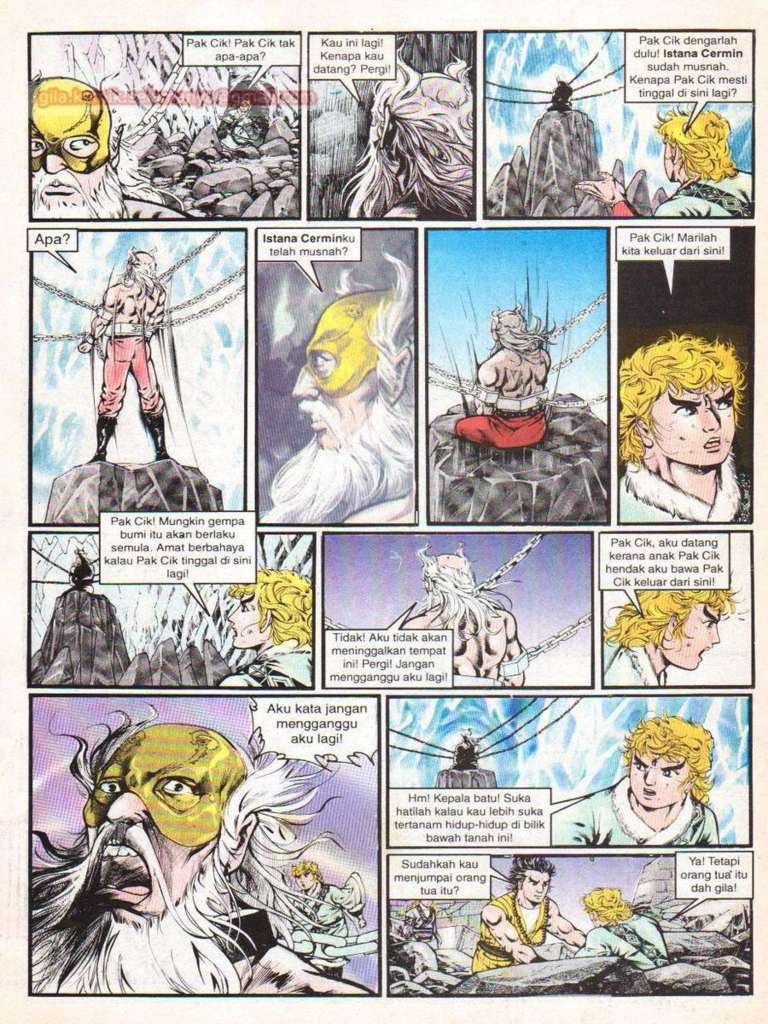 Pak Cik! Pak Cik tak
apa-apa?
Kau ini lagi!
Kenapa kau
datang? Pergi!
Pak Cik dengarlah
dulu! Istana Cermin
sudah musnah.
Kenapa Pak Cik mesti
tinggal di sini lagi?
Apa?
Istana Cerminku
telah musnah?
Pak Cik! Marilah
kita keluar dari sini!
Pak Cik! Mungkin gempa
bumi itu akan berlaku
semula. Amat berbahaya
kalau Pak Cik tinggal di sini
lagi!
Tidak! Aku tidak akan
meninggalkan tempat
ini! Pergi! Jangan
mengganggu aku lagi!
Pak Cik, aku datang
kerana anak Pak Cik
hendak aku bawa Pak
Cik keluar dari sini!
Aku kata jangan
mengganggu
aku lagi!
Hm! Kepala batu! Suka
hatilah kalau kau lebih suka
tertanam hidup-hidup di bilik
bawah tanah ini!
Sudahkah kau
menjumpai orang
tua itu?
Ya! Tetapi
orang tua itu
dah gila!